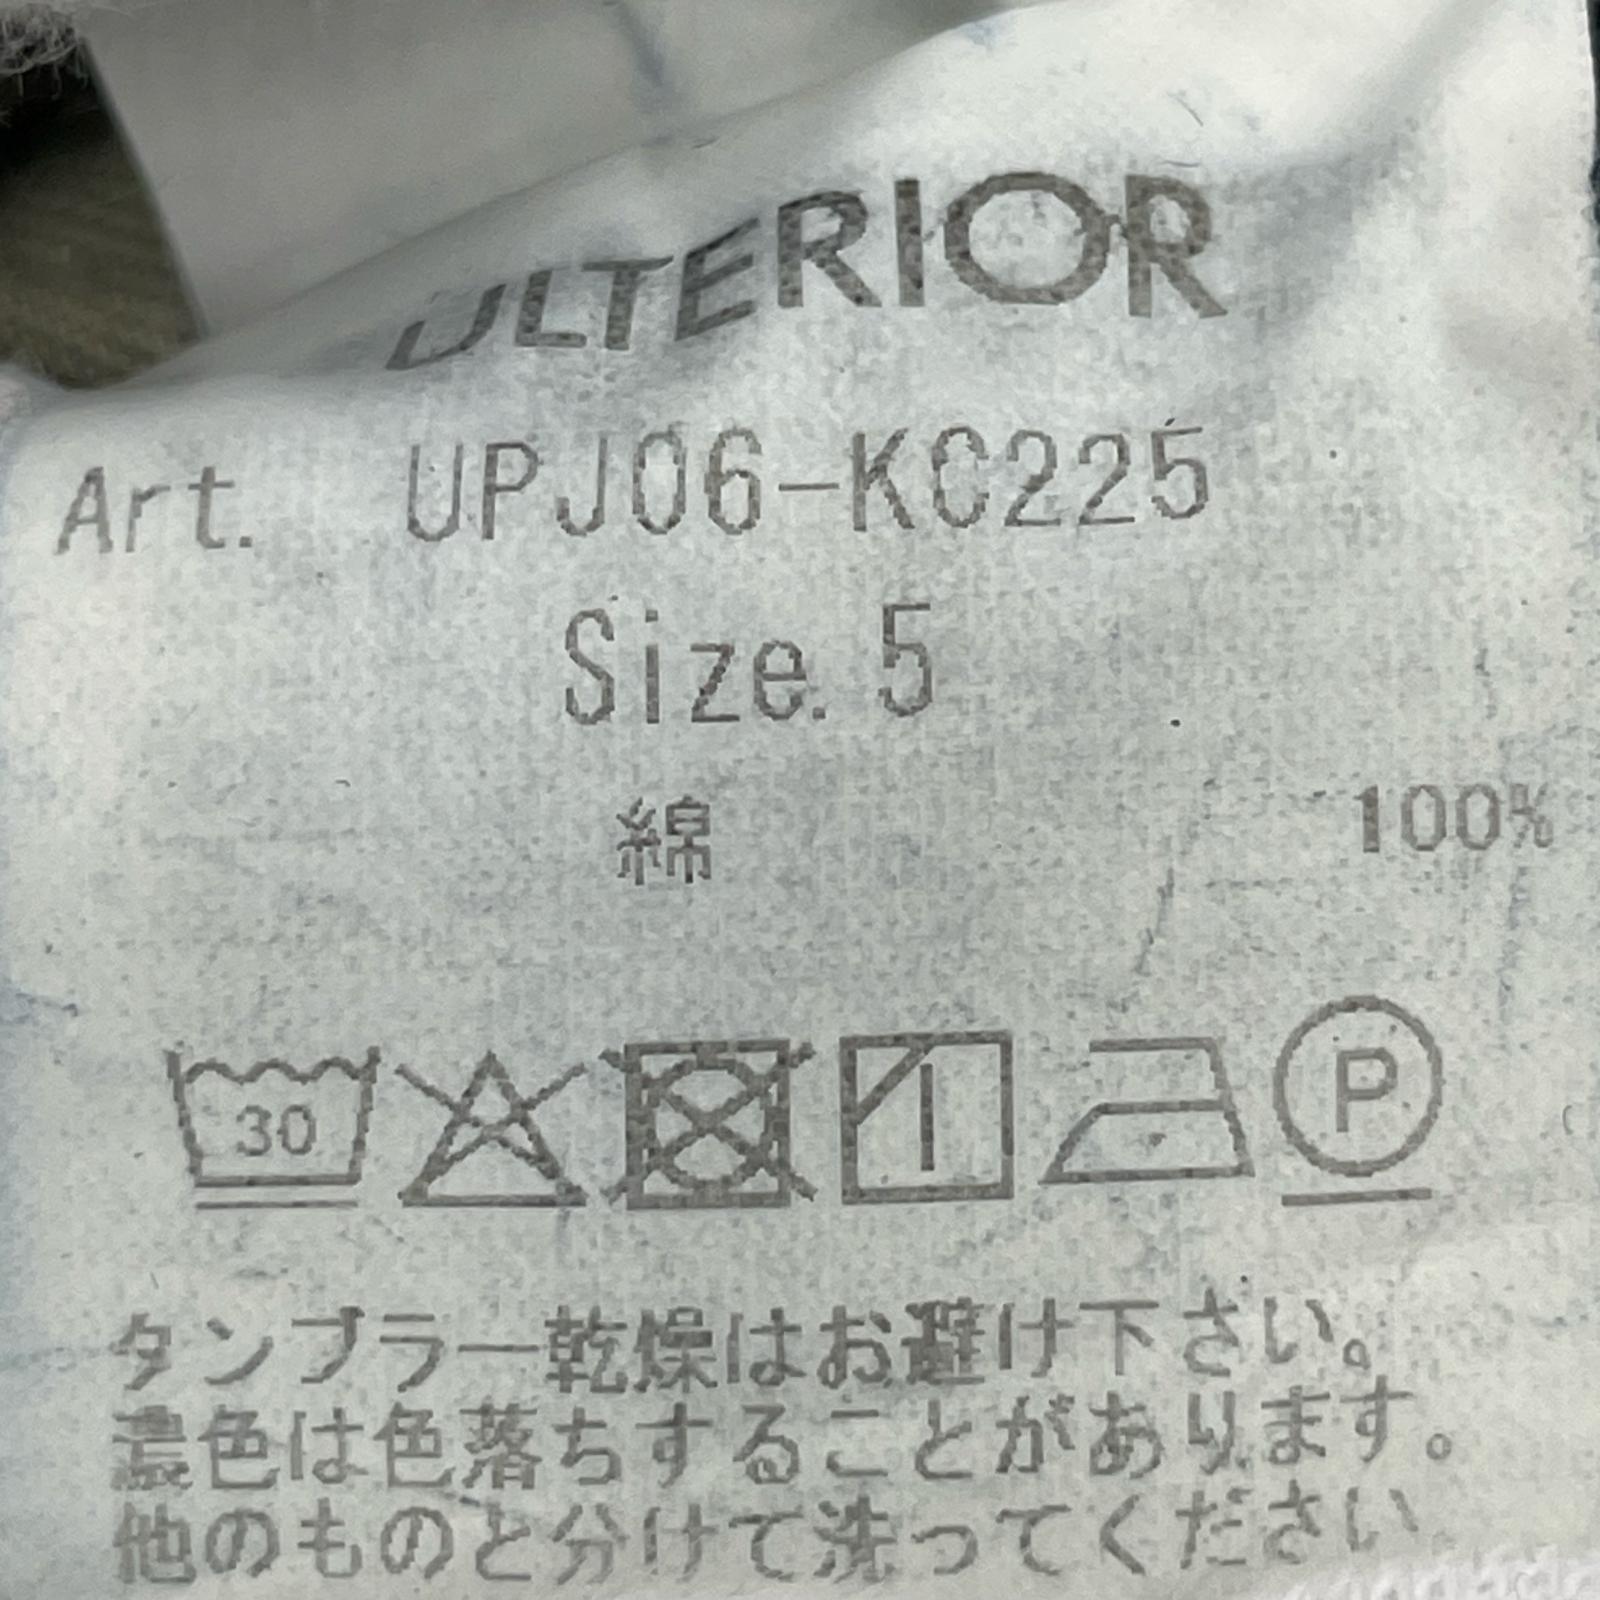 ULTERIOR
Art. UPJ06-KC225
Size. 5
綿 100%
30
P
タンブラー乾燥はお避け下さい。
濃色は色落ちすることがあります。
他のものと分けて洗ってください